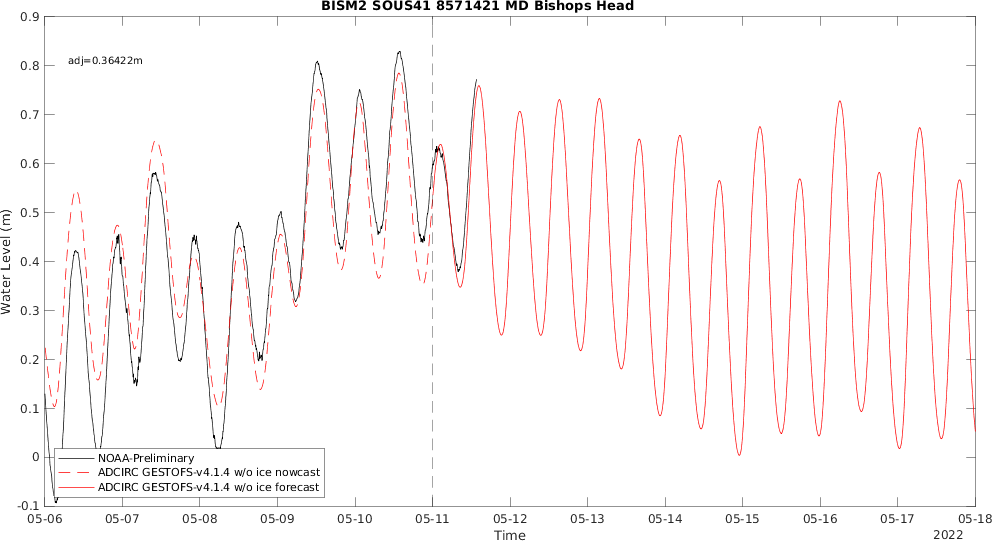 BISM2 SOUS41 8571421 MD Bishops Head
0.9
0.8
0.7
0.6
0.5
0.4
0.3
0.2
0.1
0
-0.1
Water Level (m)
adj=0.36422m
NOAA-Preliminary
ADCIRC GESTOFS-v4.1.4 w/o ice nowcast
ADCIRC GESTOFS-v4.1.4 w/o ice forecast
05-06 05-07 05-08 05-09 05-10 05-11 05-12 05-13 05-14 05-15 05-16 05-17 05-18
Time
2022